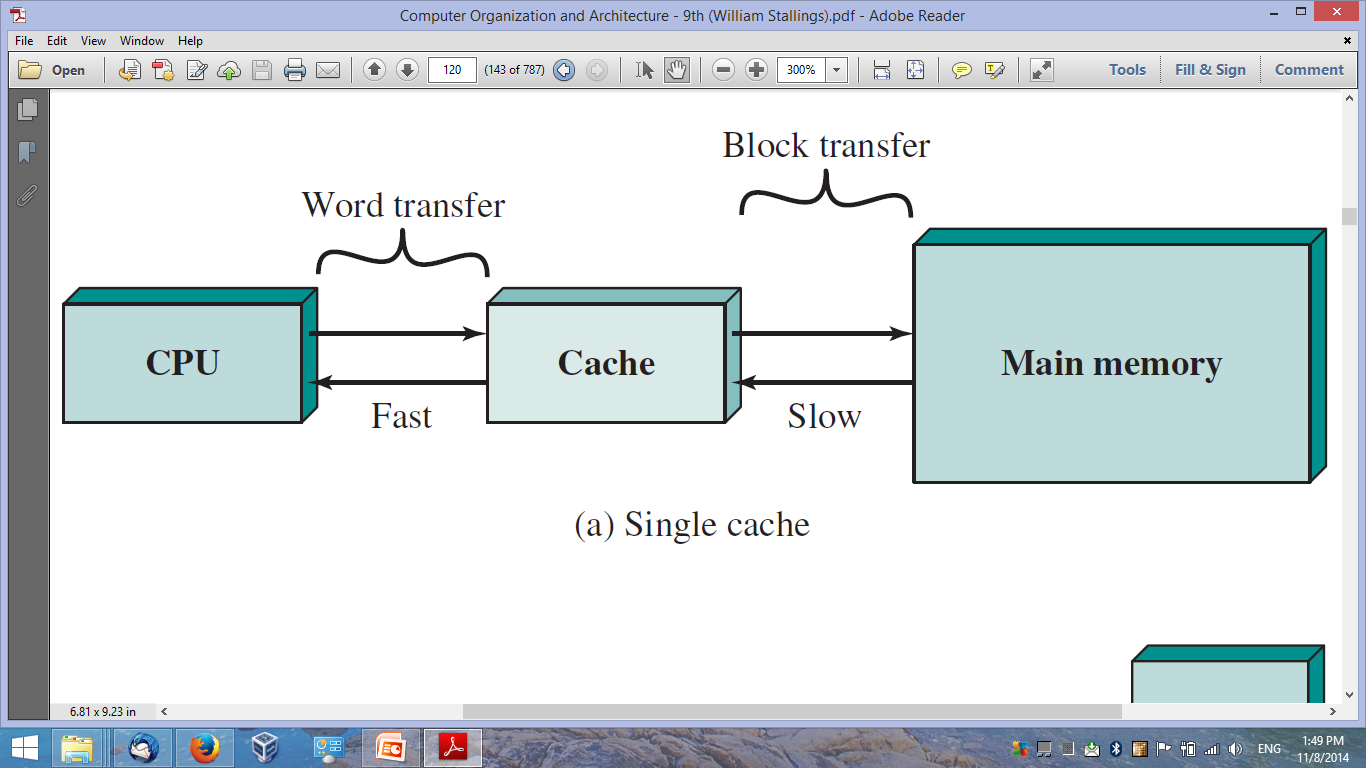 Computer Organization and Architecture - 9th (William Stallings).pdf - Adobe Reader
File Edit View Window Help
Open 120 (143 of 787) 300% Tools Fill & Sign Comment
Block transfer
Word transfer
CPU Cache Main memory
Fast Slow
(a) Single cache
6.81 x 9.23 in
ENG 1:49 PM
11/8/2014